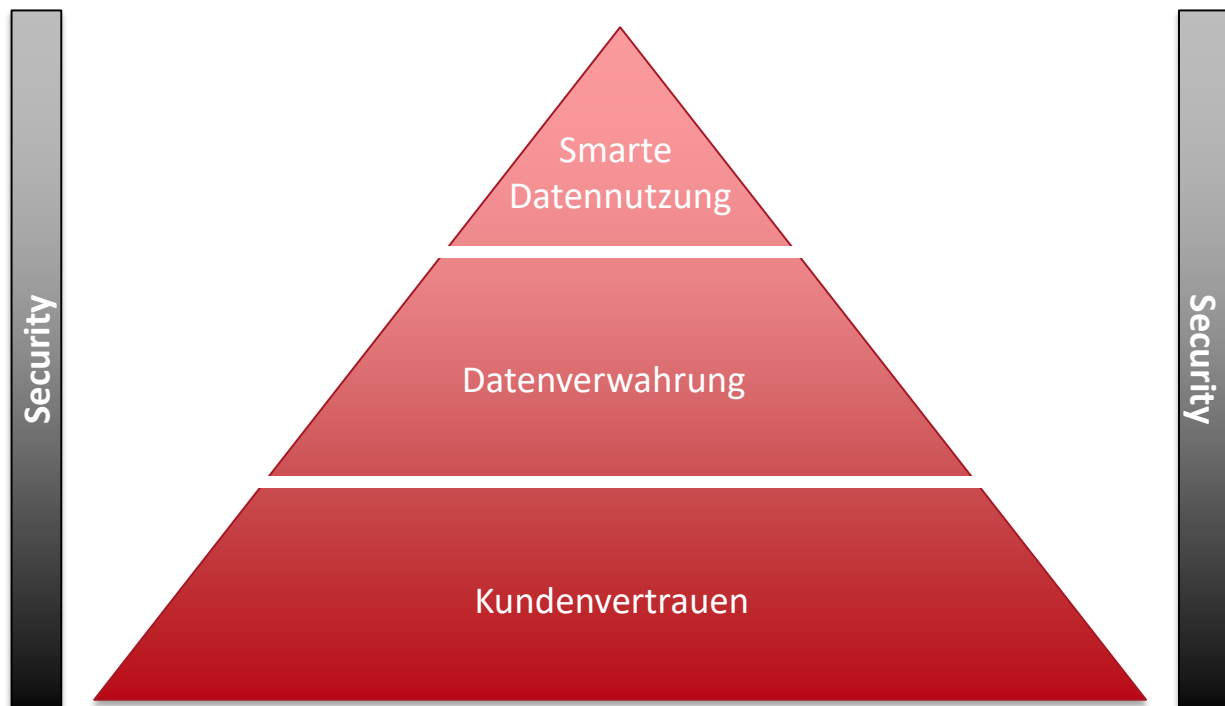 Smarte
Datennutzung
Security
Datenverwahrung
Security
Kundenvertrauen